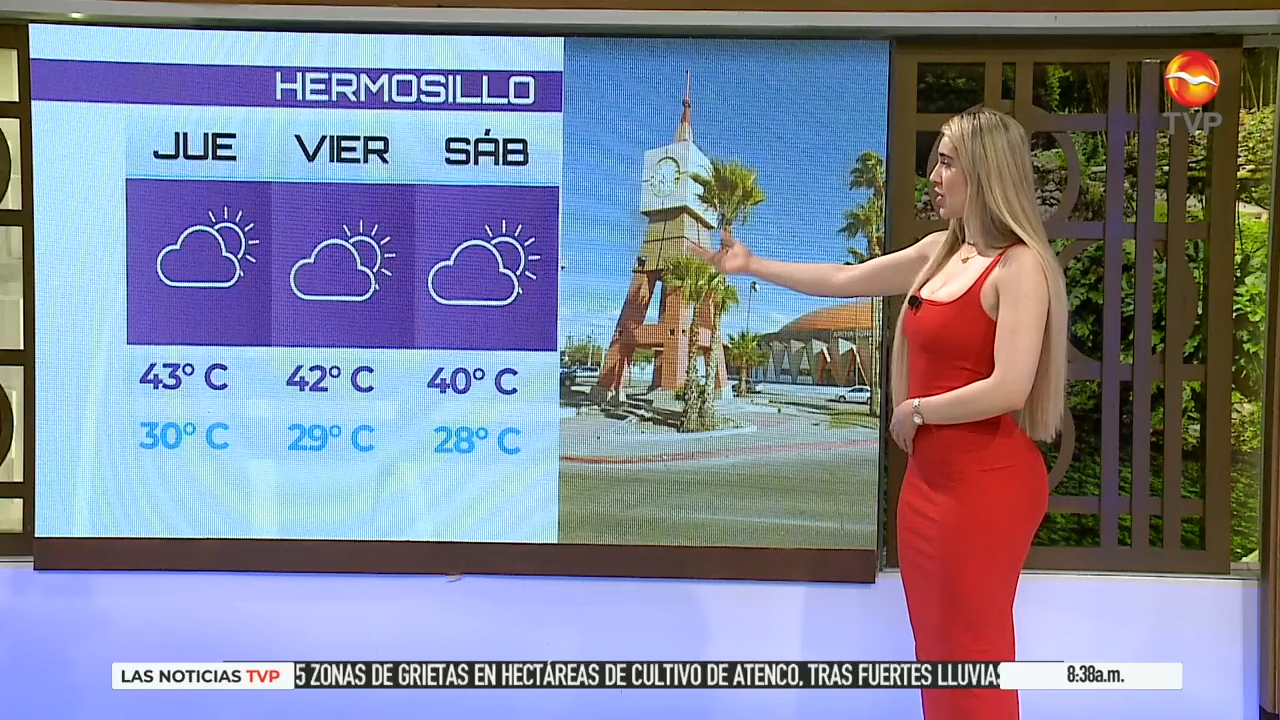 HERMOSILLO
JUE VIER SÁB
43° C 42° C 40° C
30° C 29° C 28° C
TVP
LAS NOTICIAS TVP 5 ZONAS DE GRIETAS EN HECTÁREAS DE CULTIVO DE ATENCO, TRAS FUERTES LLUVIAS 8:38a.m.